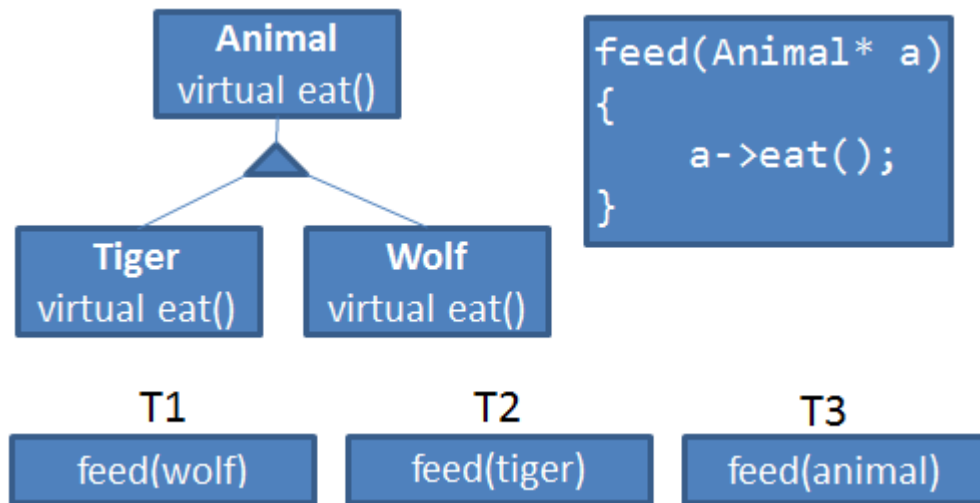 Animal
virtual eat()
feed(Animal* a)
{
a->eat();
}
Tiger
virtual eat()
Wolf
virtual eat()
T1
T2
T3
feed(wolf)
feed(tiger)
feed(animal)